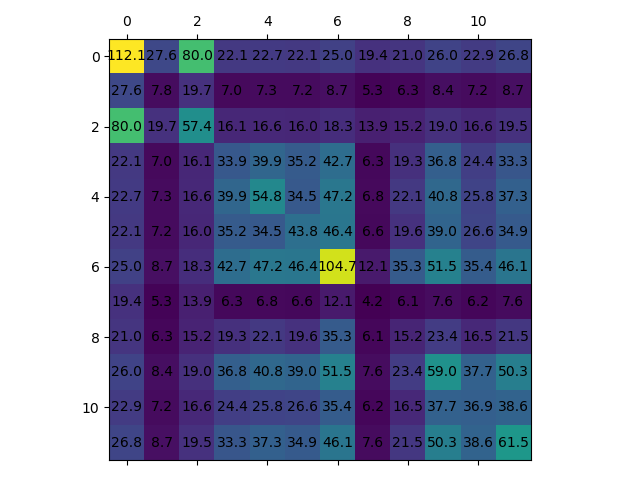 0 2 4 6 8 10
0 112.1 27.6 80.0 22.1 22.7 22.1 25.0 19.4 21.0 26.0 22.9 26.8
27.6 7.8 19.7 7.0 7.3 7.2 8.7 5.3 6.3 8.4 7.2 8.7
2 80.0 19.7 57.4 16.1 16.6 16.0 18.3 13.9 15.2 19.0 16.6 19.5
22.1 7.0 16.1 33.9 39.9 35.2 42.7 6.3 19.3 36.8 24.4 33.3
4 22.7 7.3 16.6 39.9 54.8 34.5 47.2 6.8 22.1 40.8 25.8 37.3
22.1 7.2 16.0 35.2 34.5 43.8 46.4 6.6 19.6 39.0 26.6 34.9
6 25.0 8.7 18.3 42.7 47.2 46.4 104.7 12.1 35.3 51.5 35.4 46.1
19.4 5.3 13.9 6.3 6.8 6.6 12.1 4.2 6.1 7.6 6.2 7.6
8 21.0 6.3 15.2 19.3 22.1 19.6 35.3 6.1 15.2 23.4 16.5 21.5
26.0 8.4 19.0 36.8 40.8 39.0 51.5 7.6 23.4 59.0 37.7 50.3
10 22.9 7.2 16.6 24.4 25.8 26.6 35.4 6.2 16.5 37.7 36.9 38.6
26.8 8.7 19.5 33.3 37.3 34.9 46.1 7.6 21.5 50.3 38.6 61.5